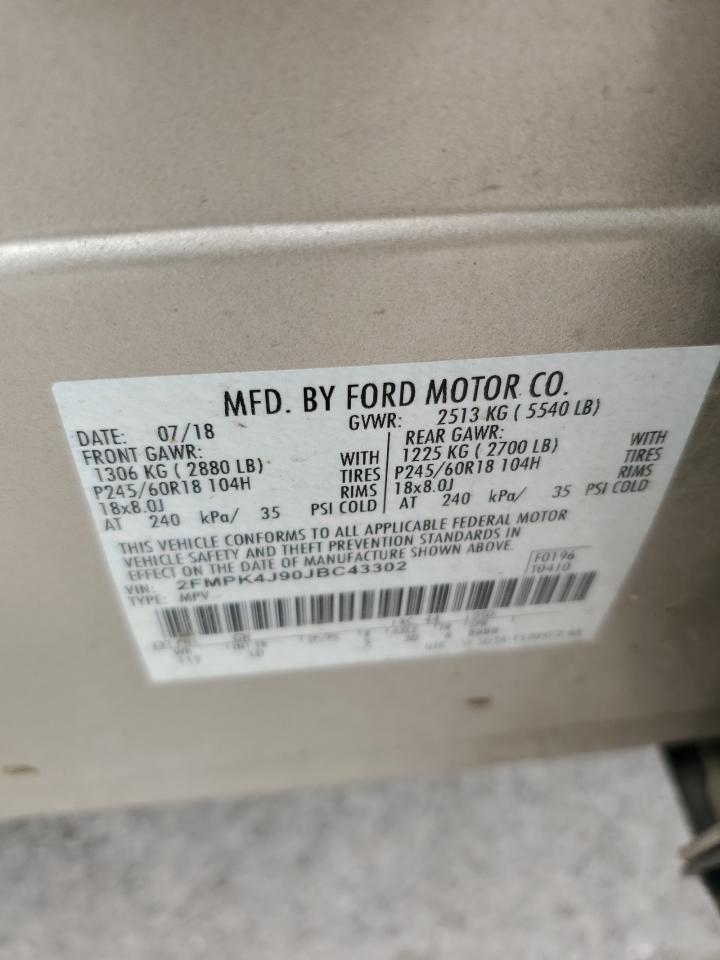 MFD. BY FORD MOTOR CO.
DATE: 07/18 GVWR: 2513 KG ( 5540 LB)
FRONT GAWR: REAR GAWR:
1306 KG ( 2880 LB) WITH 1225 KG ( 2700 LB) WITH
P245/60R18 104H TIRES P245/60R18 104H TIRES
18x8.0J RIMS 18x8.0J RIMS
AT 240 kPa/ 35 PSI COLD AT 240 kPa/ 35 PSI COLD
THIS VEHICLE CONFORMS TO ALL APPLICABLE FEDERAL MOTOR
VEHICLE SAFETY AND THEFT PREVENTION STANDARDS IN
EFFECT ON THE DATE OF MANUFACTURE SHOWN ABOVE.
VIN: 2FMPK4J90JBC43302 F0196
TYPE: MPV T0410